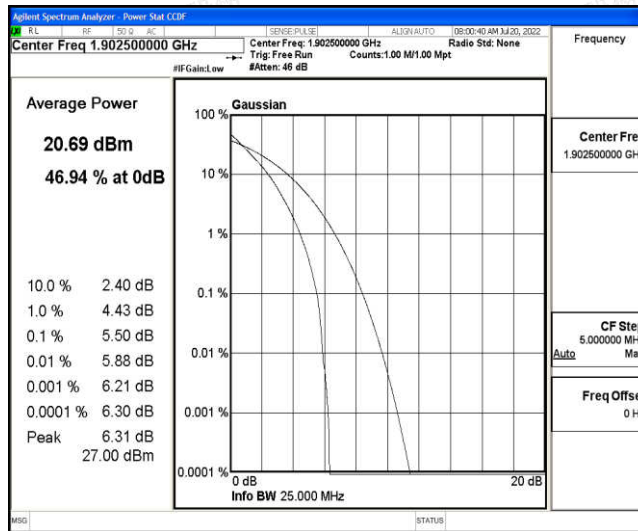 Agilent Spectrum Analyzer - Power Stat CCDF
RL RF 50 Ω AC SENSE:PULSE ALIGN AUTO 08:00:40 AM Jul 20, 2022
Center Freq 1.902500000 GHz
Center Freq: 1.902500000 GHz Radio Std: None
Trig: Free Run Counts:1.00 M/1.00 Mpt
#IFGain:Low #Atten: 46 dB
Frequency
Average Power
20.69 dBm
46.94 % at 0dB
10.0 % 2.40 dB
1.0 % 4.43 dB
0.1 % 5.50 dB
0.01 % 5.88 dB
0.001 % 6.21 dB
0.0001 % 6.30 dB
Peak 6.31 dB
27.00 dBm
Gaussian
100 %
10 %
1 %
0.1 %
0.01 %
0.001 %
0.0001 %
0 dB 20 dB
Info BW 25.000 MHz
Center Fre
1.902500000 GH
CF Ste
5.000000 MH
Auto Ma
Freq Offse
0 H
MSG STATUS